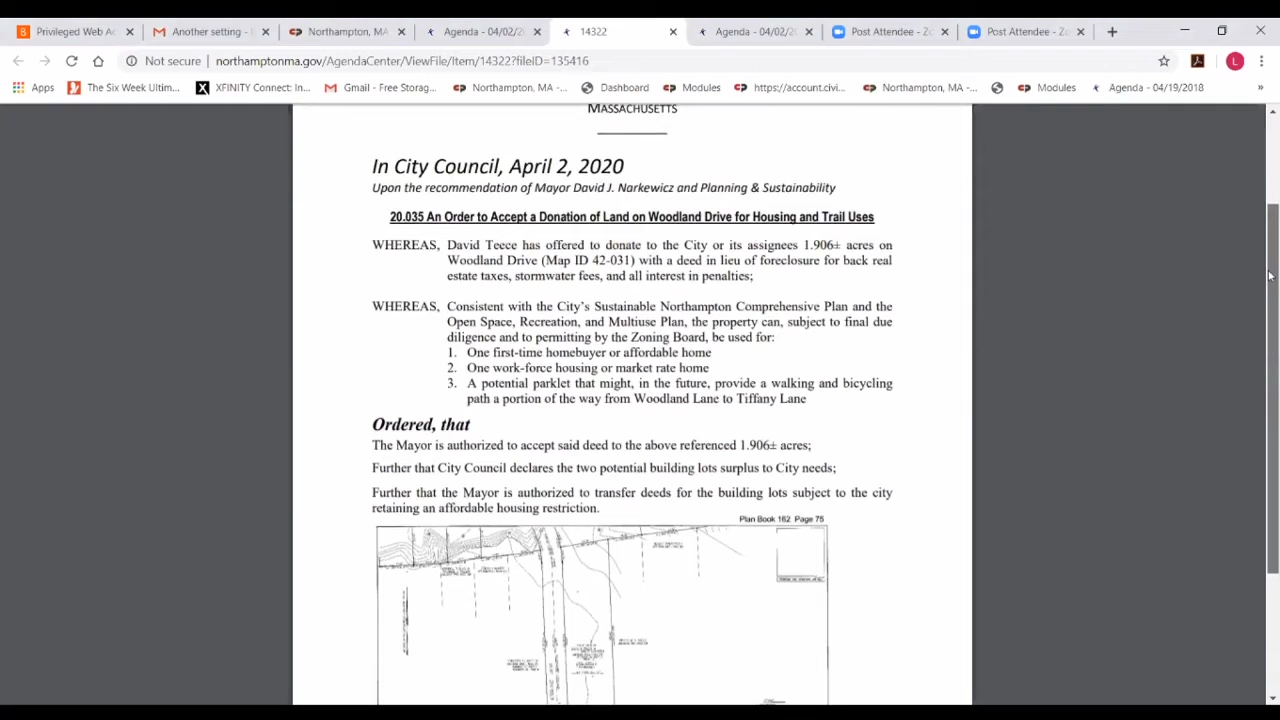 Privileged Web Ac
Another setting -
Northampton, MA
Agenda - 04/02/2
14322
Agenda - 04/02/2
Post Attendee - Zo
Post Attendee - Zo
Not secure northamptonma.gov/AgendaCenter/ViewFile/Item/14322?fileID=135416
L
Apps
The Six Week Ultim...
XFINITY Connect: In...
Gmail - Free Storag...
Northampton, MA -...
Dashboard
Modules
https://account.civi...
Northampton, MA -...
Modules
Agenda - 04/19/2018
»
MASSACHUSETTS
In City Council, April 2, 2020
Upon the recommendation of Mayor David J. Narkewicz and Planning & Sustainability
20.035 An Order to Accept a Donation of Land on Woodland Drive for Housing and Trail Uses
WHEREAS, David Teece has offered to donate to the City or its assignees 1.906± acres on
Woodland Drive (Map ID 42-031) with a deed in lieu of foreclosure for back real
estate taxes, stormwater fees, and all interest in penalties;
WHEREAS, Consistent with the City's Sustainable Northampton Comprehensive Plan and the
Open Space, Recreation, and Multiuse Plan, the property can, subject to final due
diligence and to permitting by the Zoning Board, be used for:
1. One first-time homebuyer or affordable home
2. One work-force housing or market rate home
3. A potential parklet that might, in the future, provide a walking and bicycling
path a portion of the way from Woodland Lane to Tiffany Lane
Ordered, that
The Mayor is authorized to accept said deed to the above referenced 1.906± acres;
Further that City Council declares the two potential building lots surplus to City needs;
Further that the Mayor is authorized to transfer deeds for the building lots subject to the city
retaining an affordable housing restriction.
Plan Book 162 Page 75